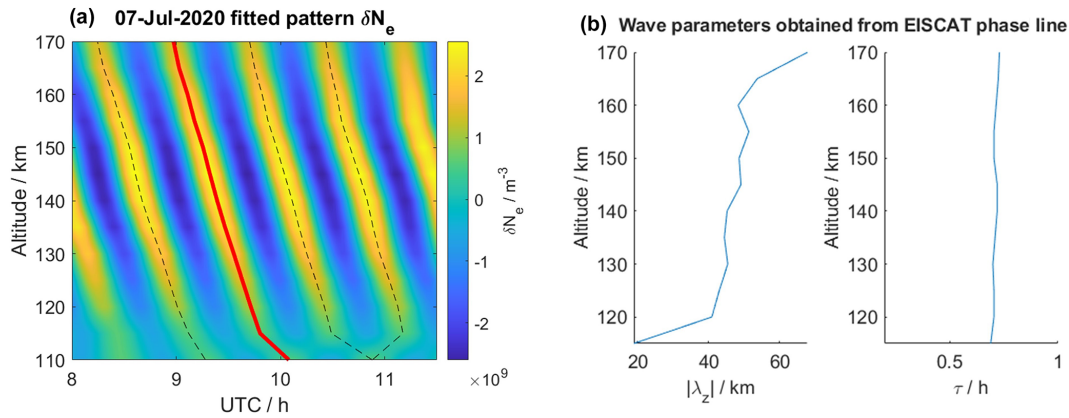 (a) 07-Jul-2020 fitted pattern δNe
170
160
150
140
130
120
110
Altitude / km
8 9 10 11
UTC / h
2
1
0
-1
-2
×10⁹
δNe / m⁻³
(b) Wave parameters obtained from EISCAT phase line
170
160
150
140
130
120
Altitude / km
20 40 60
|λz| / km
170
160
150
140
130
120
Altitude / km
0.5 1
τ / h